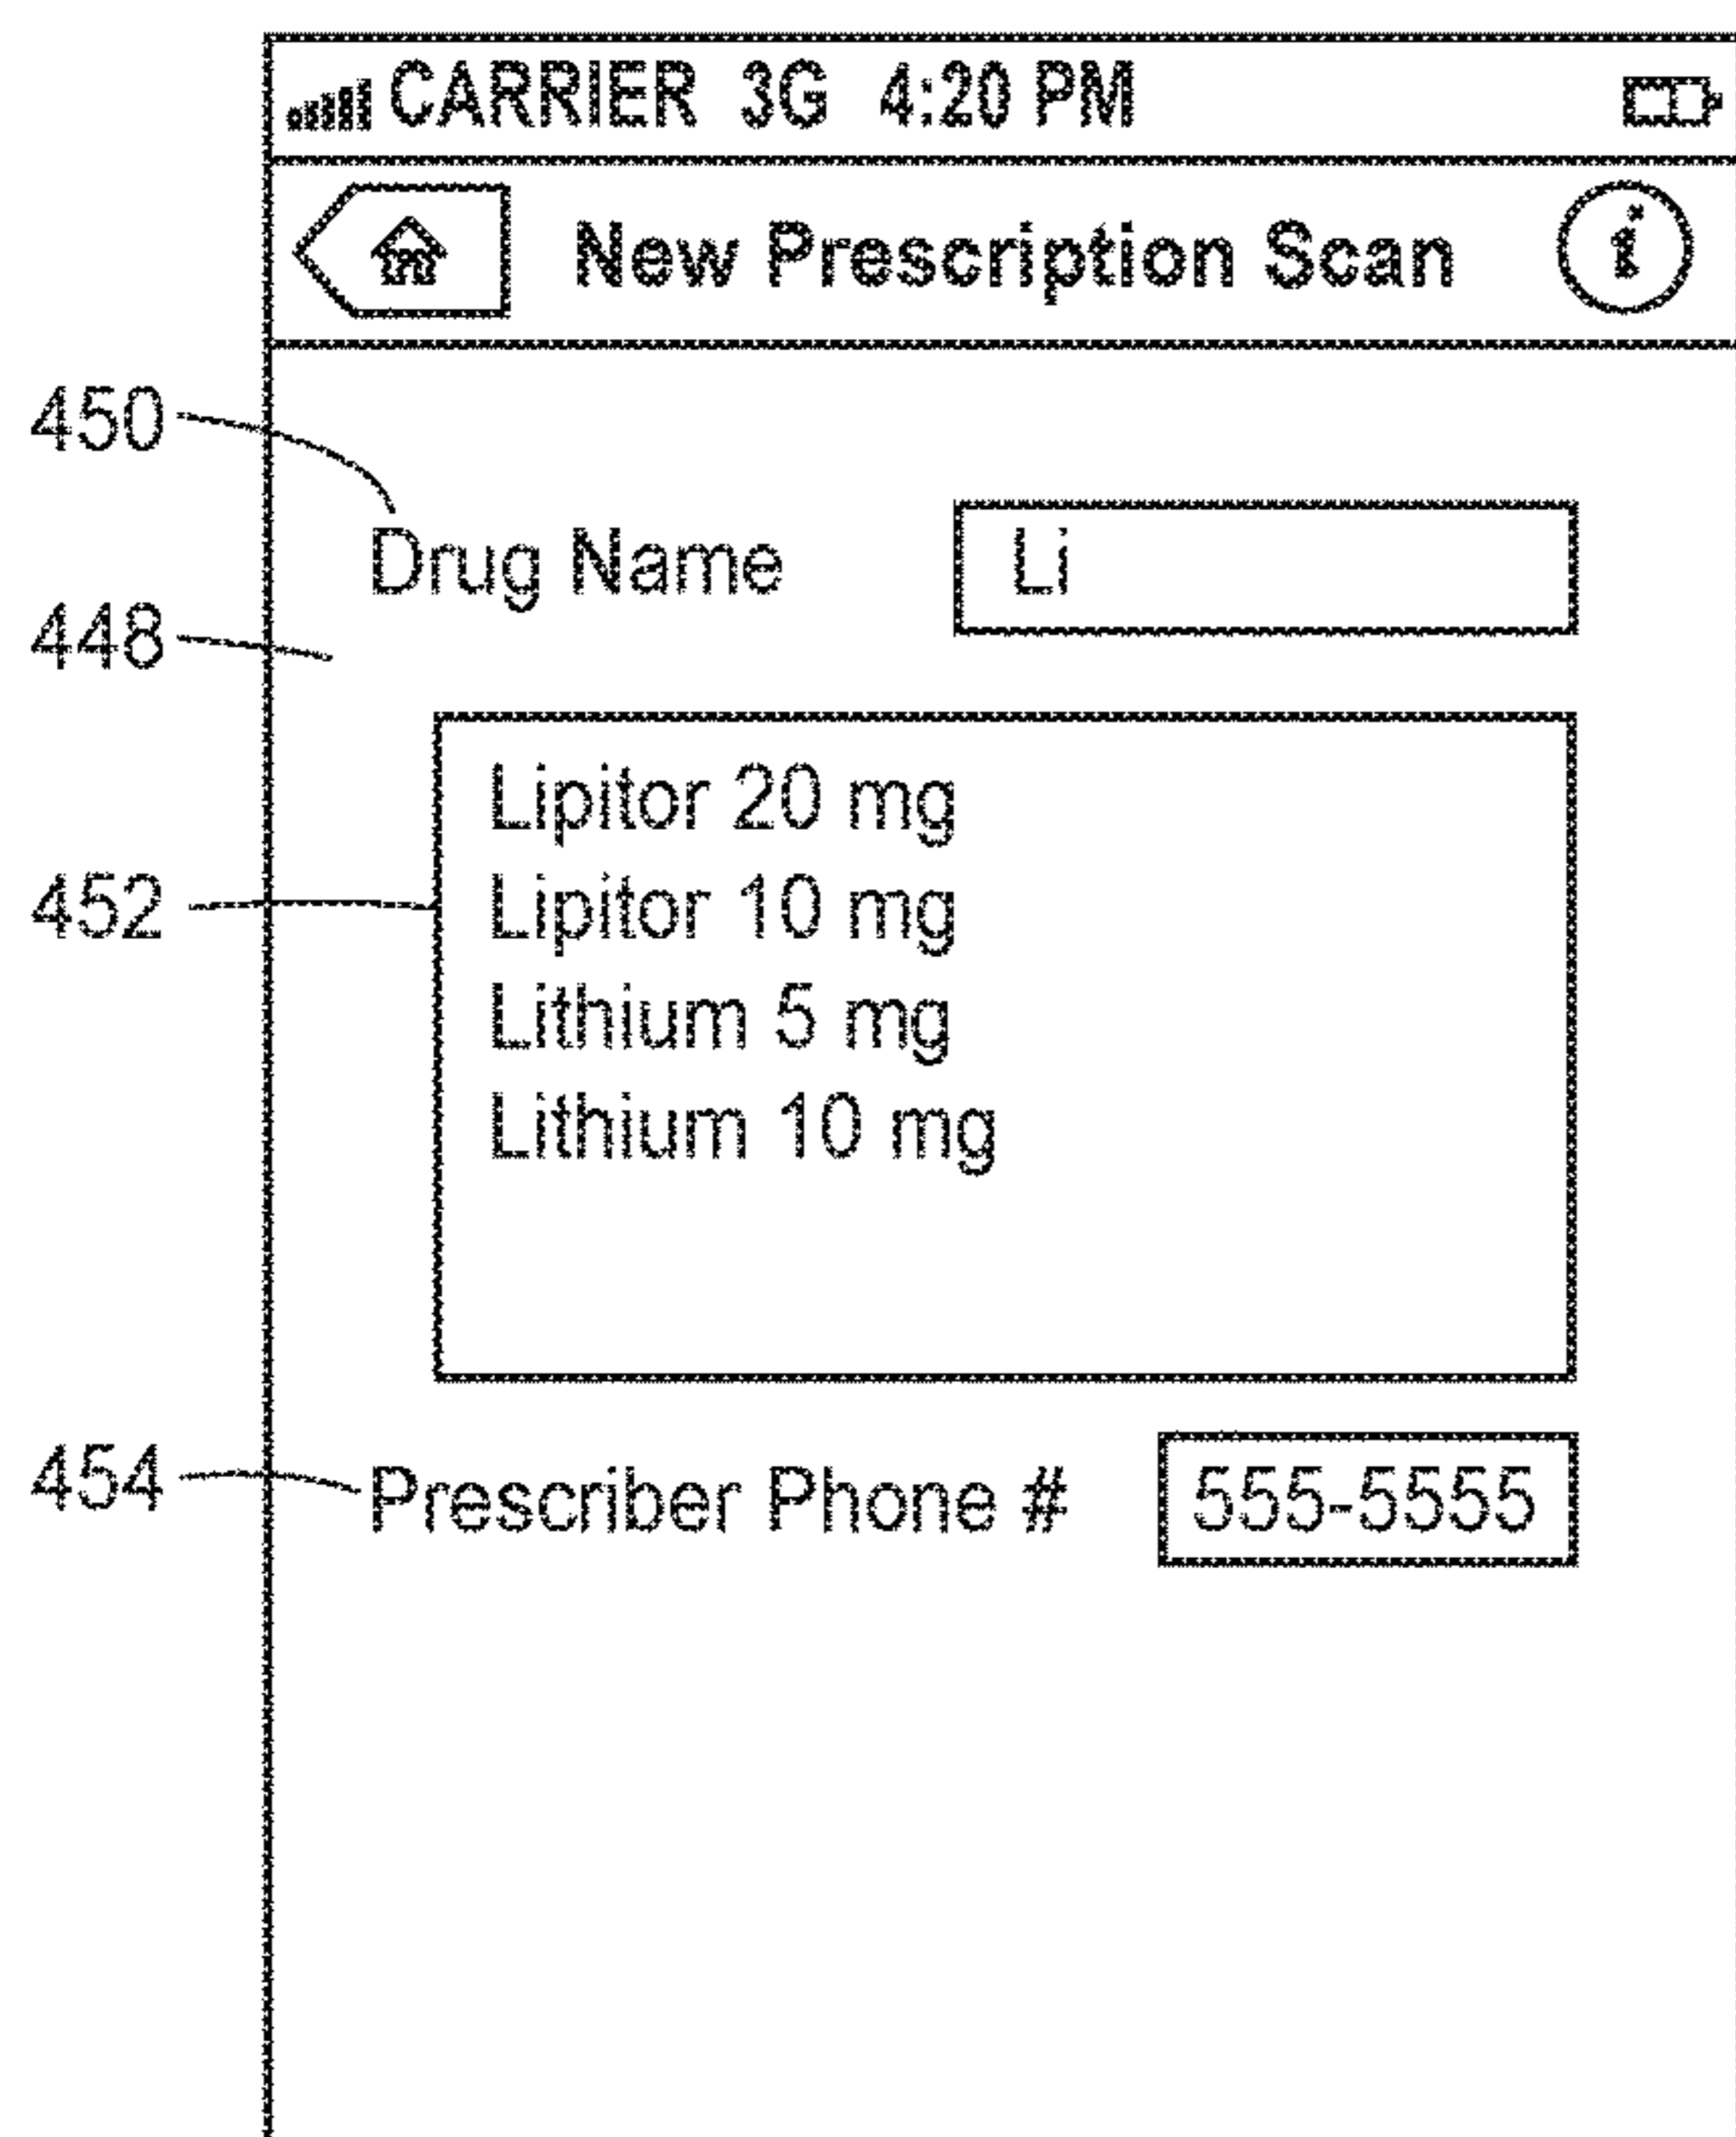 CARRIER 3G 4:20 PM
New Prescription Scan i
450
Drug Name Li
448
Lipitor 20 mg
452 Lipitor 10 mg
Lithium 5 mg
Lithium 10 mg
454 Prescriber Phone # 555-5555